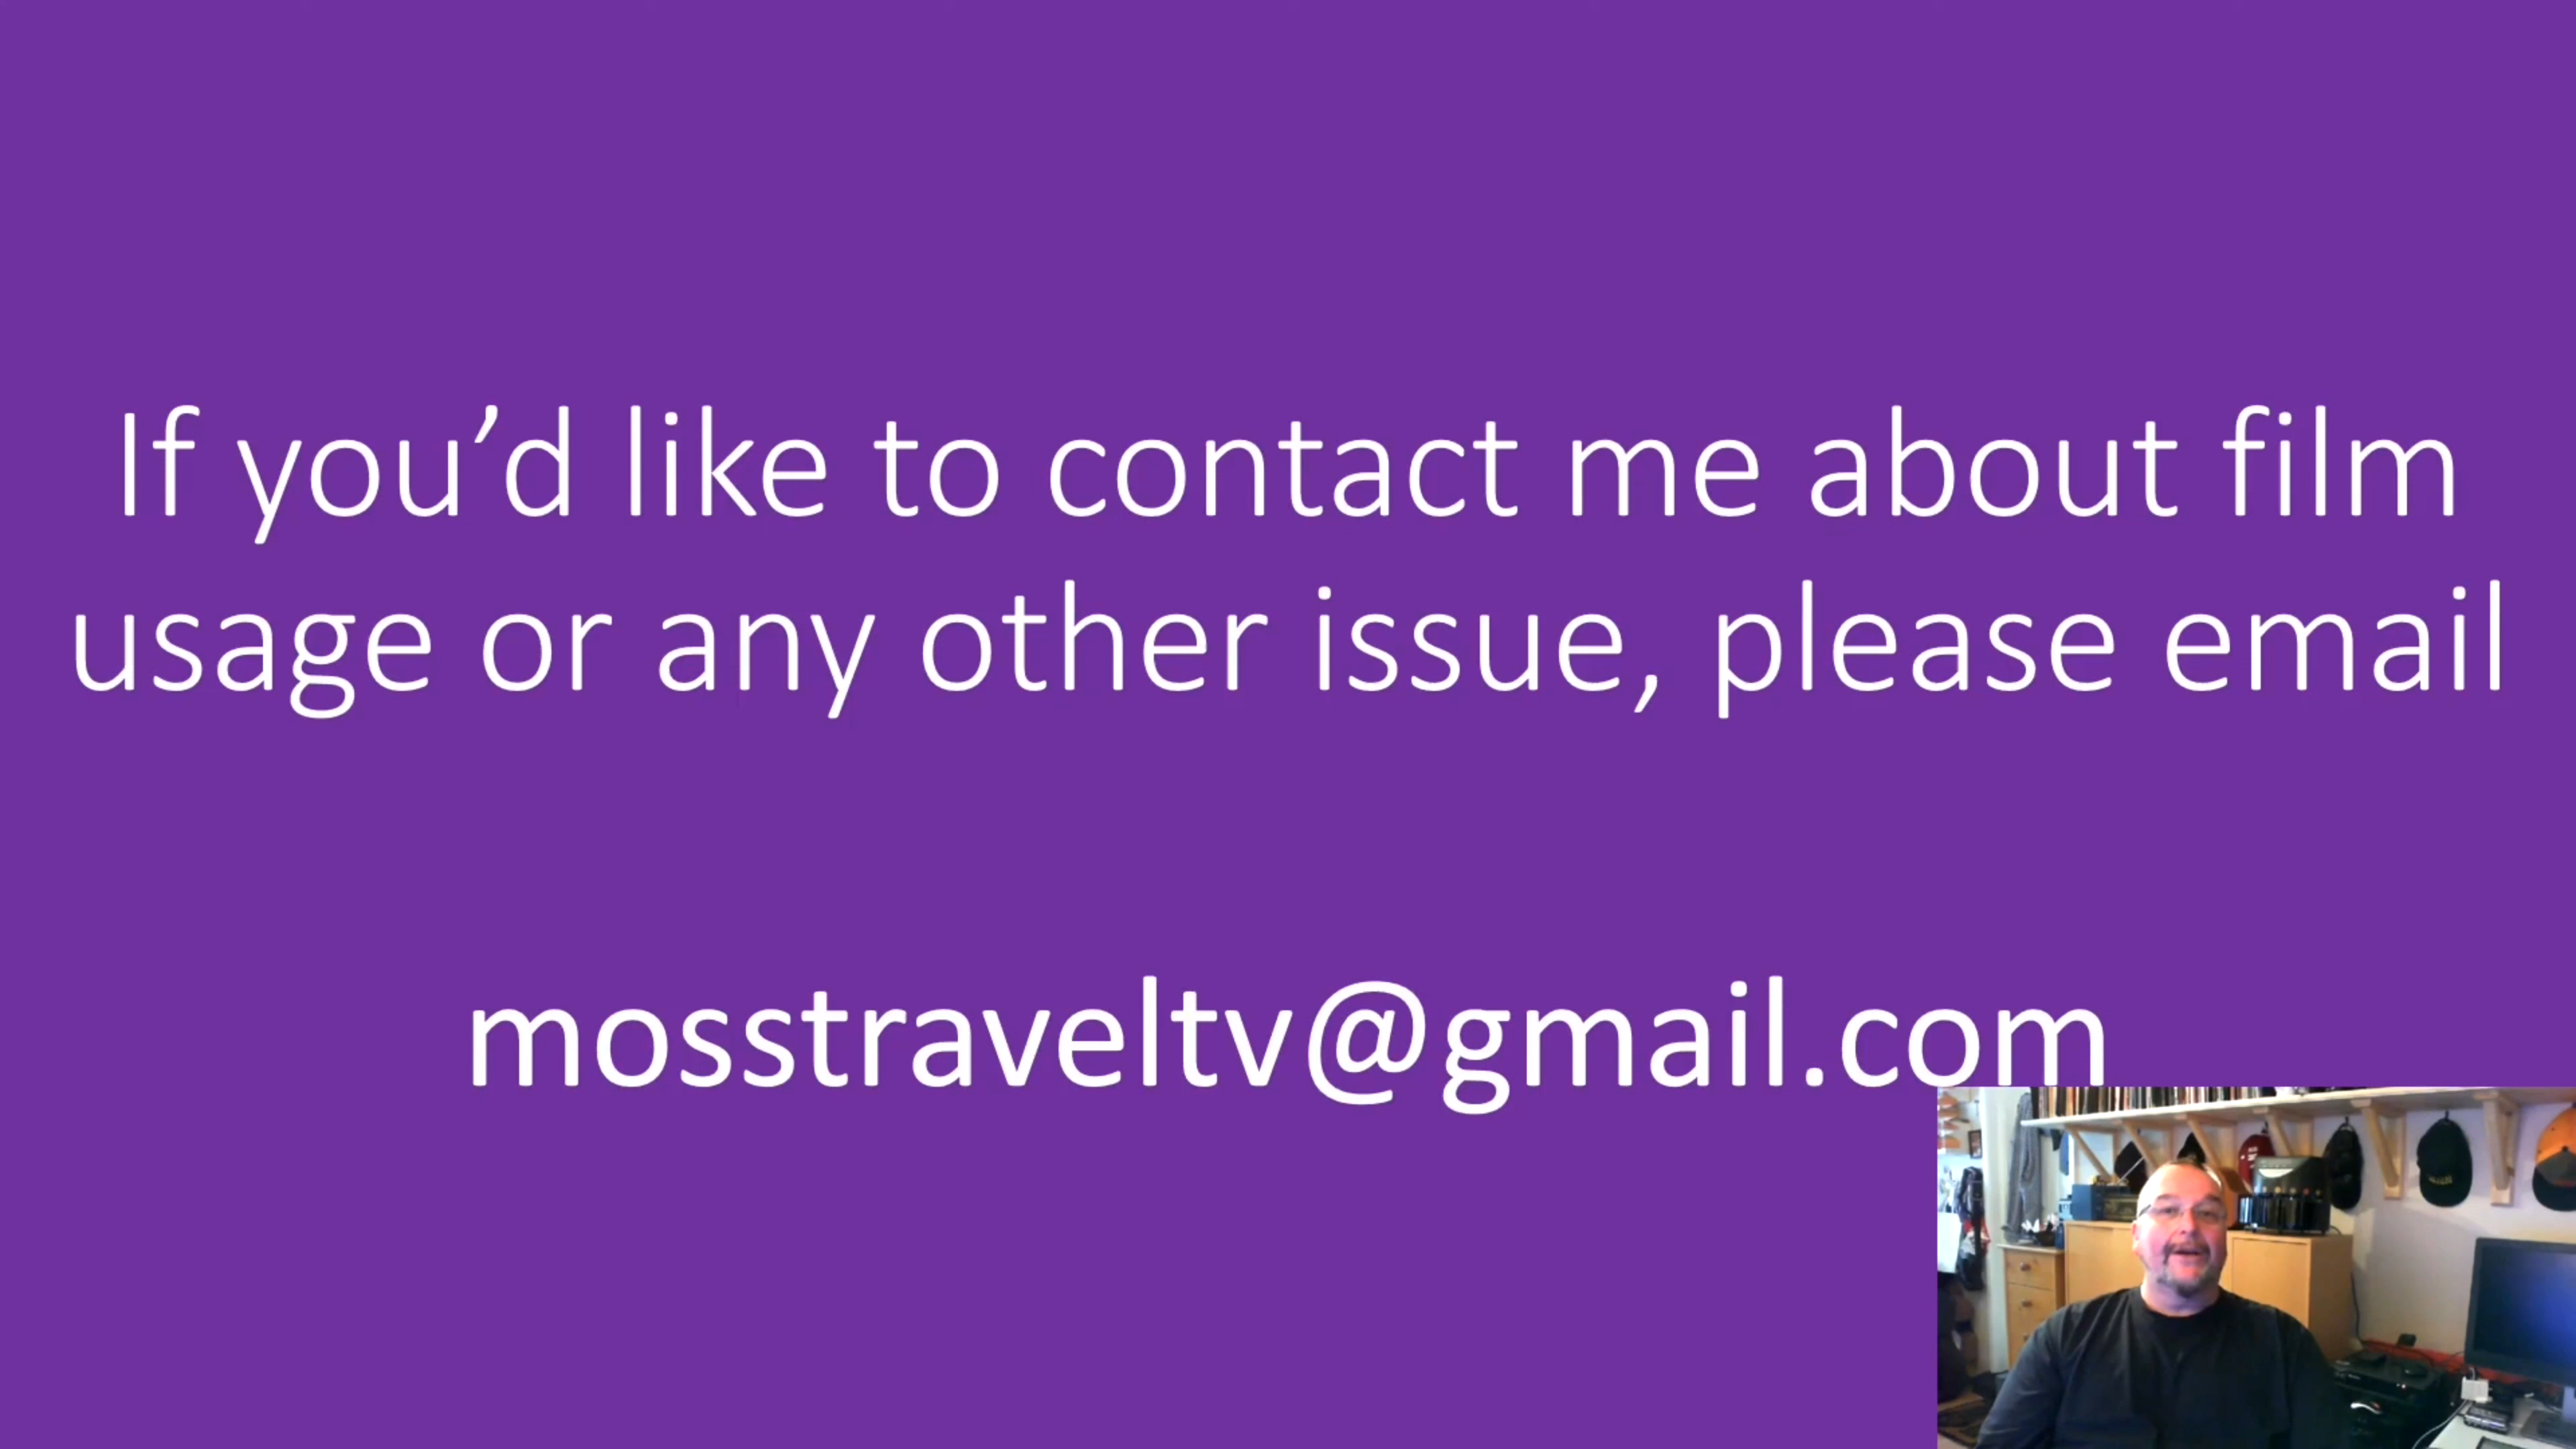 If you’d like to contact me about film
usage or any other issue, please email
mosstraveltv@gmail.com